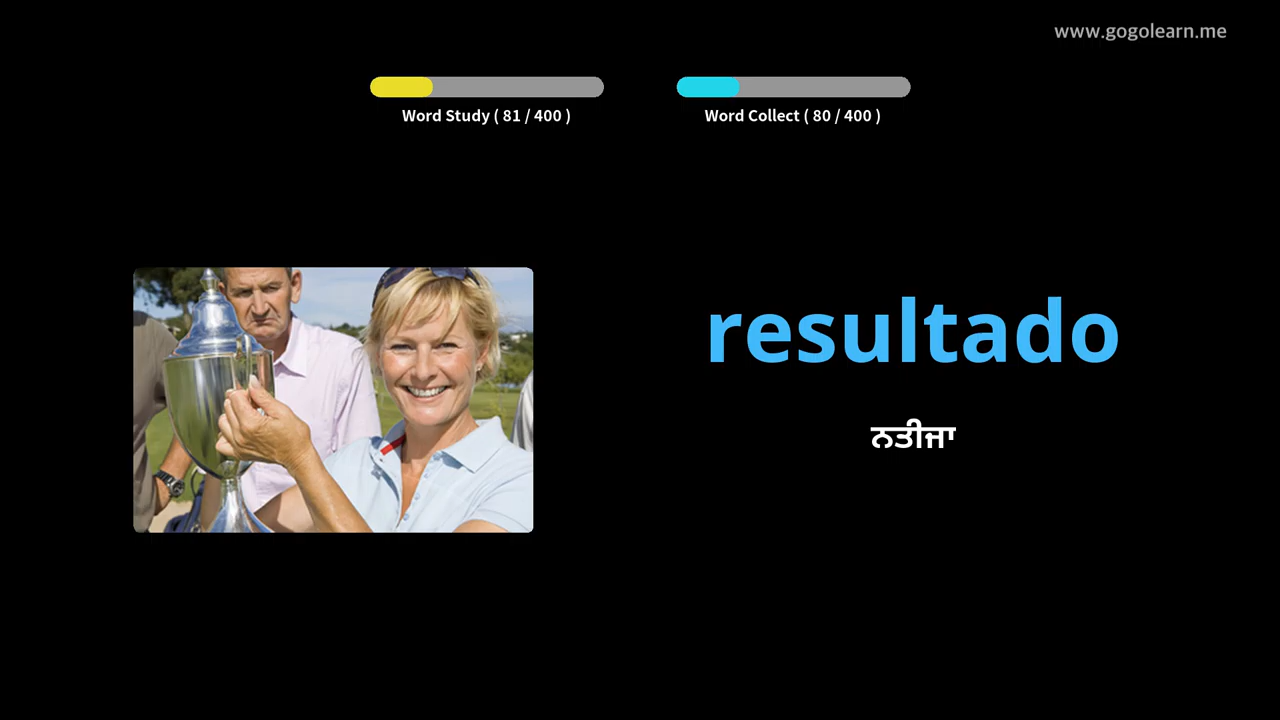 www.gogolearn.me
Word Study ( 81 / 400 )
Word Collect ( 80 / 400 )
resultado
ਨਤੀਜਾ